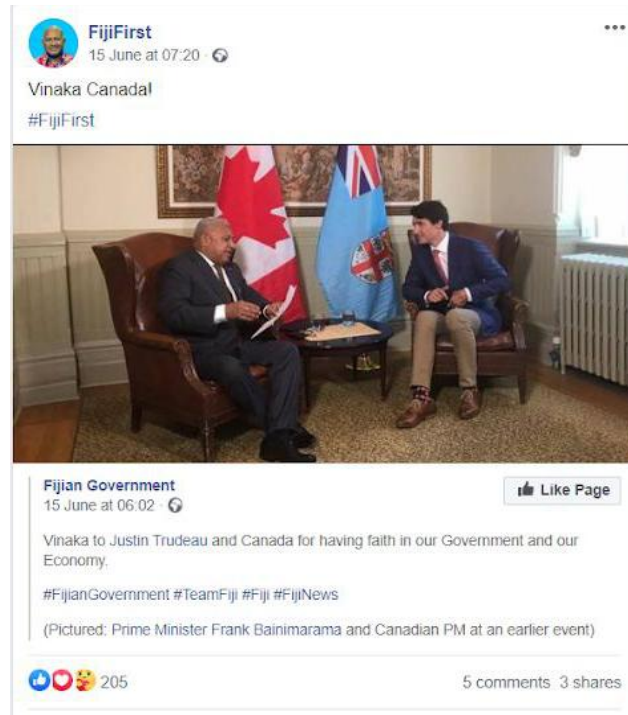 FijiFirst
15 June at 07:20
Vinaka Canada!
#FijiFirst
Fijian Government
15 June at 06:02
Like Page
Vinaka to Justin Trudeau and Canada for having faith in our Government and our
Economy.
#FijianGovernment #TeamFiji #Fiji #FijiNews
(Pictured: Prime Minister Frank Bainimarama and Canadian PM at an earlier event)
205
5 comments 3 shares